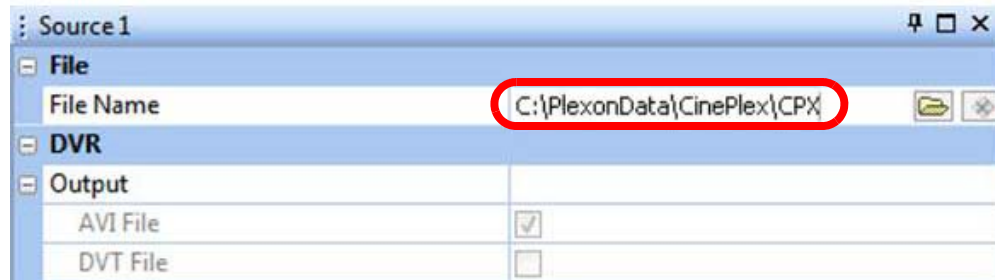 Source 1
File
File Name C:\PlexonData\CinePlex\CPX
DVR
Output
AVI File
DVT File